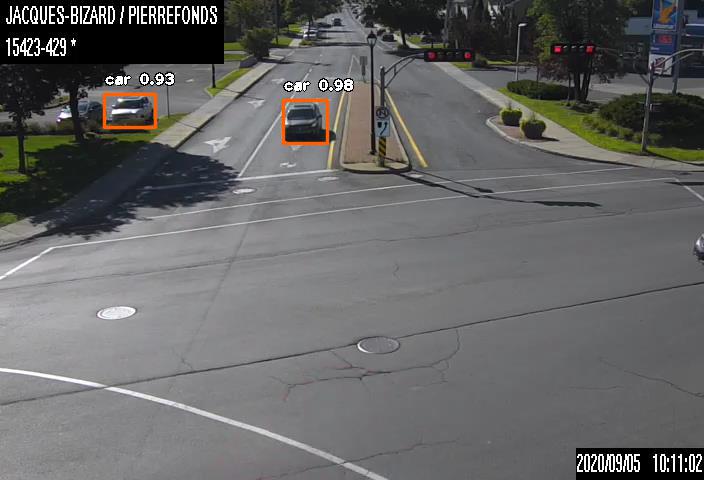 JACQUES-BIZARD / PIERREFONDS
15423-429 *
car 0.93
car 0.98
2020/09/05 10:11:02